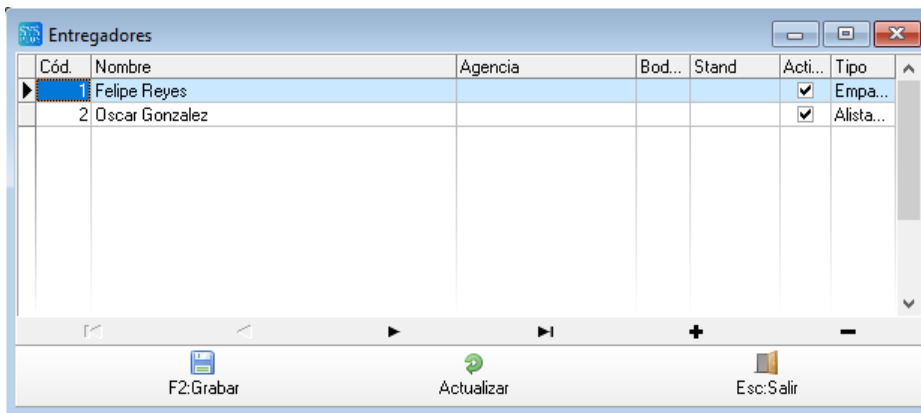 Entregadores
Cód. Nombre Agencia Bod... Stand Acti... Tipo
1 Felipe Reyes Empa...
2 Oscar Gonzalez Alista...
F2:Grabar Actualizar Esc:Salir